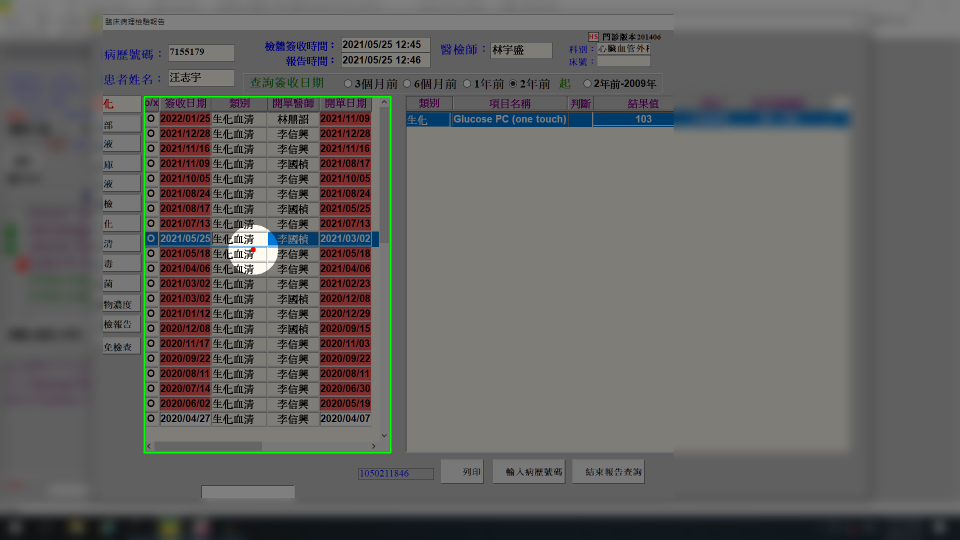 臨床病理檢驗報告
HS 門診版本201406
病歷號碼： 7155179
檢體簽收時間： 2021/05/25 12:45
報告時間： 2021/05/25 12:46
醫檢師： 林宇盛
科別： 心臟血管外科
床號：
患者姓名： 汪志宇
查詢簽收日期 3個月前 6個月前 1年前 2年前 起 2年前-2009年
化
部
液
庫
液
檢
化
清
毒
菌
物濃度
檢報告
免檢查
o/x 簽收日期 類別 開單醫師 開單日期
O 2022/01/25 生化血清 林朋韶 2021/11/09
O 2021/12/28 生化血清 李信興 2021/12/28
O 2021/11/16 生化血清 李信興 2021/11/16
O 2021/11/09 生化血清 李國楨 2021/08/17
O 2021/10/05 生化血清 李信興 2021/10/05
O 2021/08/24 生化血清 李信興 2021/08/24
O 2021/08/17 生化血清 李國楨 2021/05/25
O 2021/07/13 生化血清 李信興 2021/07/13
O 2021/05/25 生化血清 李國楨 2021/03/02
O 2021/05/18 生化血清 李信興 2021/05/18
O 2021/04/06 生化血清 李信興 2021/04/06
O 2021/03/02 生化血清 李信興 2021/02/23
O 2021/03/02 生化血清 李國楨 2020/12/08
O 2021/01/12 生化血清 李信興 2020/12/29
O 2020/12/08 生化血清 李國楨 2020/09/15
O 2020/11/17 生化血清 李信興 2020/11/03
O 2020/09/22 生化血清 李信興 2020/09/22
O 2020/08/11 生化血清 李信興 2020/08/11
O 2020/07/14 生化血清 李信興 2020/06/30
O 2020/06/02 生化血清 李信興 2020/05/19
O 2020/04/27 生化血清 李信興 2020/04/07
類別 項目名稱 判斷 結果值
生化 Glucose PC (one touch) 103
1050211846
列印
輸入病歷號碼
結束報告查詢